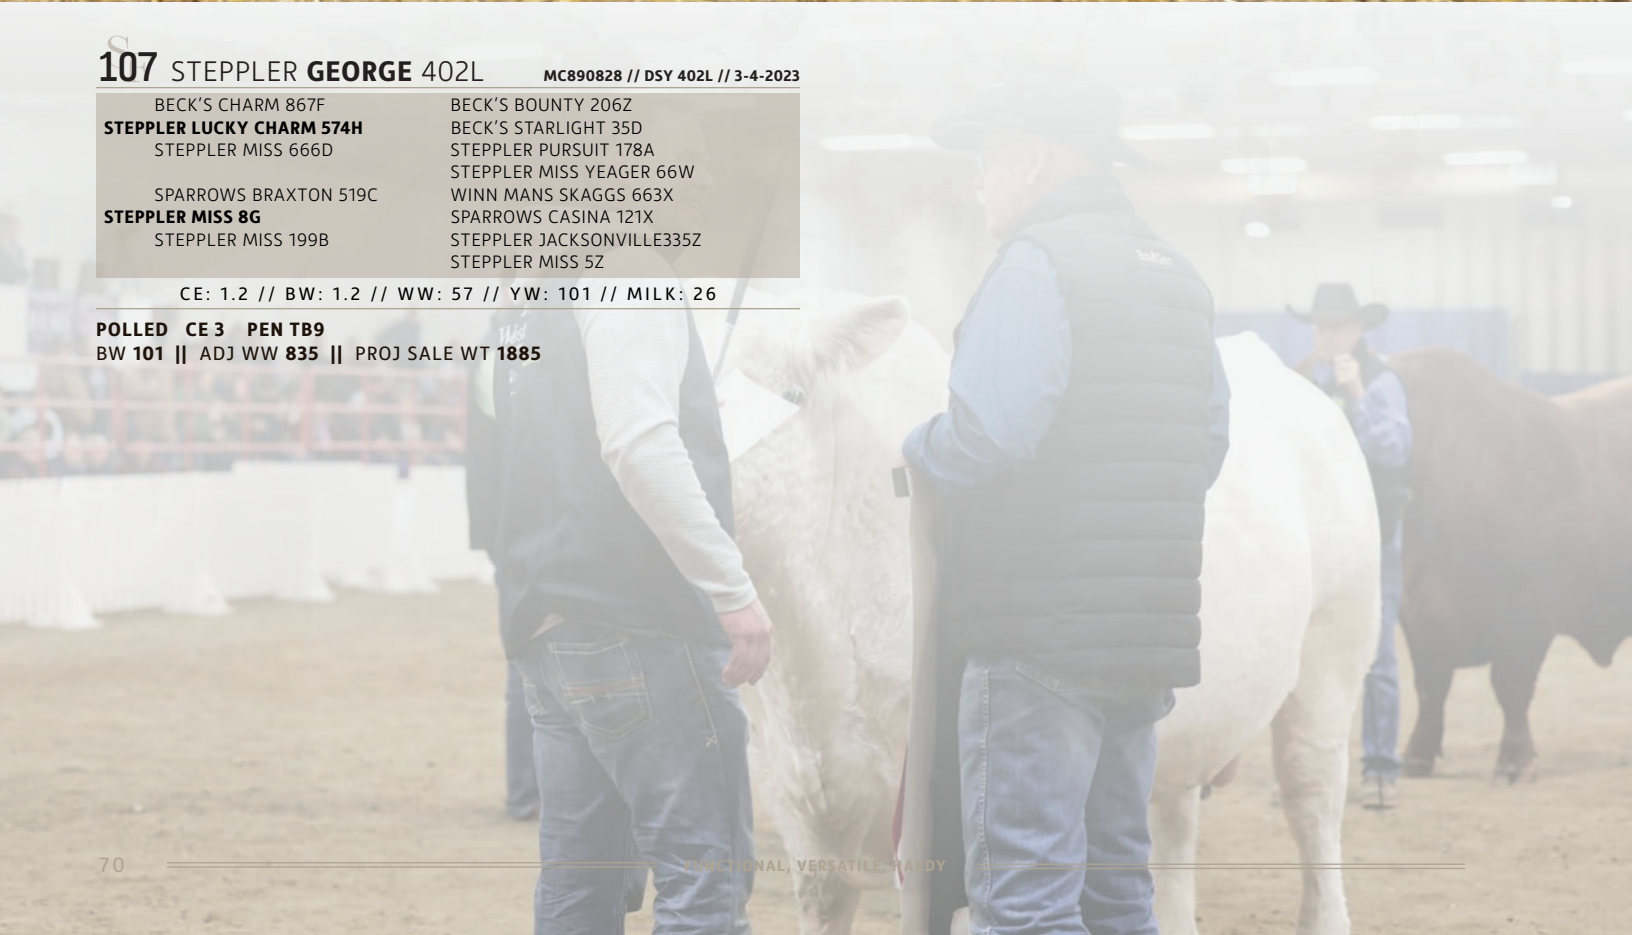 107 STEPPLER GEORGE 402L MC890828 // DSY 402L // 3-4-2023
BECK'S CHARM 867F BECK'S BOUNTY 206Z
STEPPLER LUCKY CHARM 574H BECK'S STARLIGHT 35D
STEPPLER MISS 666D STEPPLER PURSUIT 178A
STEPPLER MISS YEAGER 66W
SPARROWS BRAXTON 519C WINN MANS SKAGGS 663X
STEPPLER MISS 8G SPARROWS CASINA 121X
STEPPLER MISS 199B STEPPLER JACKSONVILLE335Z
STEPPLER MISS 5Z
CE: 1.2 // BW: 1.2 // WW: 57 // YW: 101 // MILK: 26
POLLED CE 3 PEN TB9
BW 101 || ADJ WW 835 || PROJ SALE WT 1885
70 FUNCTIONAL, VERSATILE, HARDY